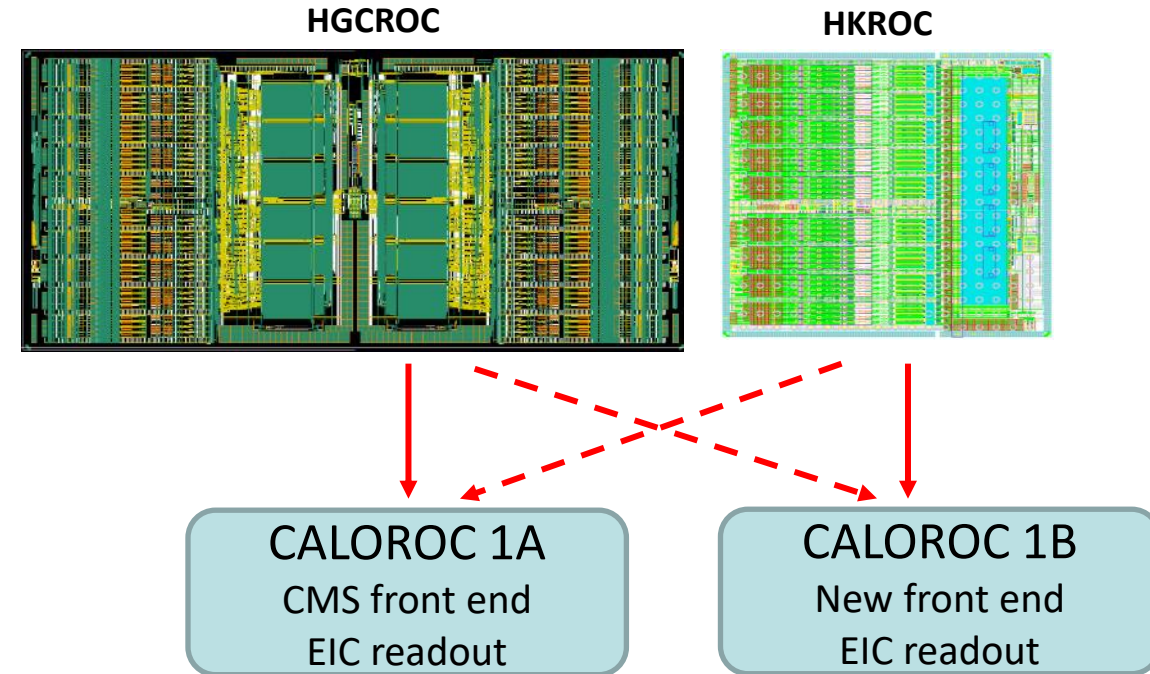 HGCROC
HKROC
CALOROC 1A
CMS front end
EIC readout
CALOROC 1B
New front end
EIC readout